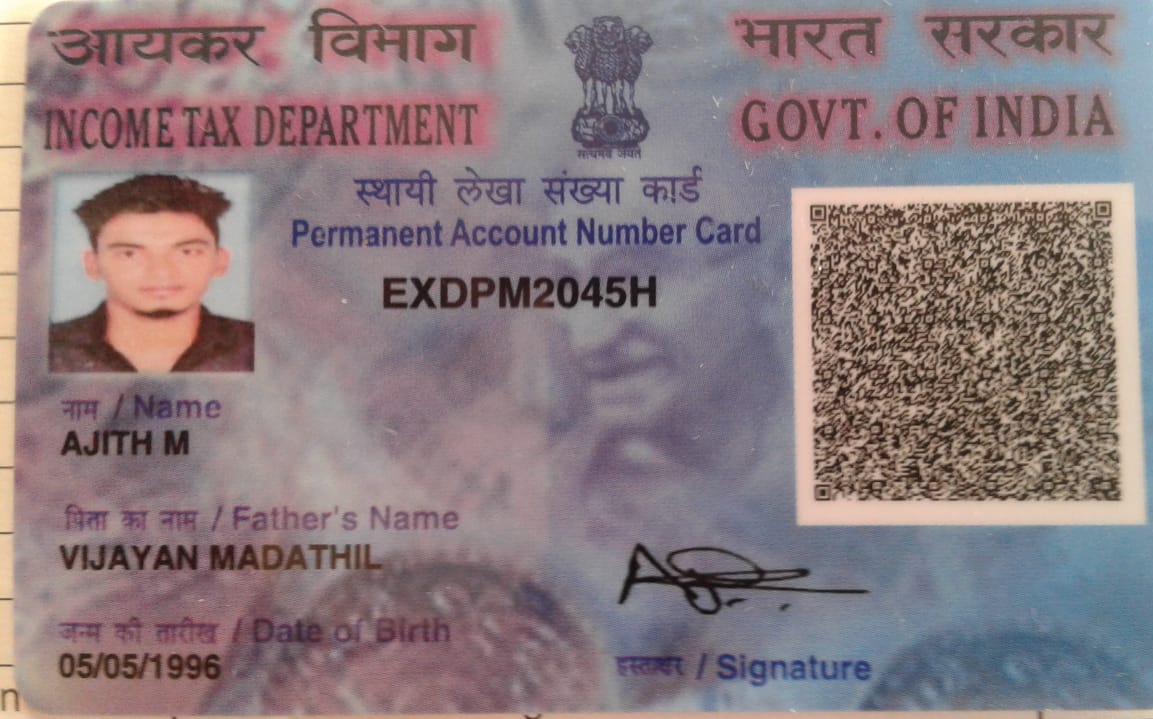 आयकर विभाग
INCOME TAX DEPARTMENT
भारत सरकार
GOVT. OF INDIA
सत्यमेव जयते
स्थायी लेखा संख्या कार्ड
Permanent Account Number Card
EXDPM2045H
नाम / Name
AJITH M
पिता का नाम / Father's Name
VIJAYAN MADATHIL
जन्म की तारीख / Date of Birth
05/05/1996
हस्ताक्षर / Signature